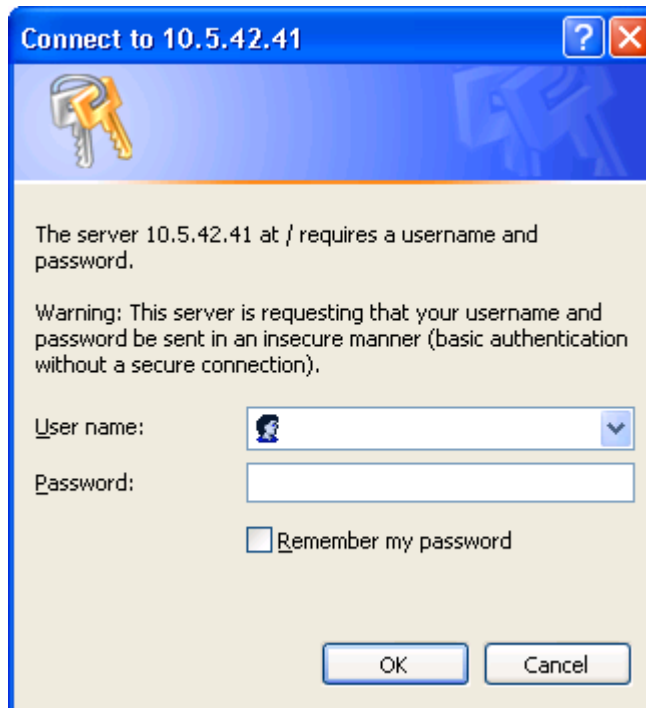 Connect to 10.5.42.41
The server 10.5.42.41 at / requires a username and
password.
Warning: This server is requesting that your username and
password be sent in an insecure manner (basic authentication
without a secure connection).
User name:
Password:
Remember my password
OK Cancel